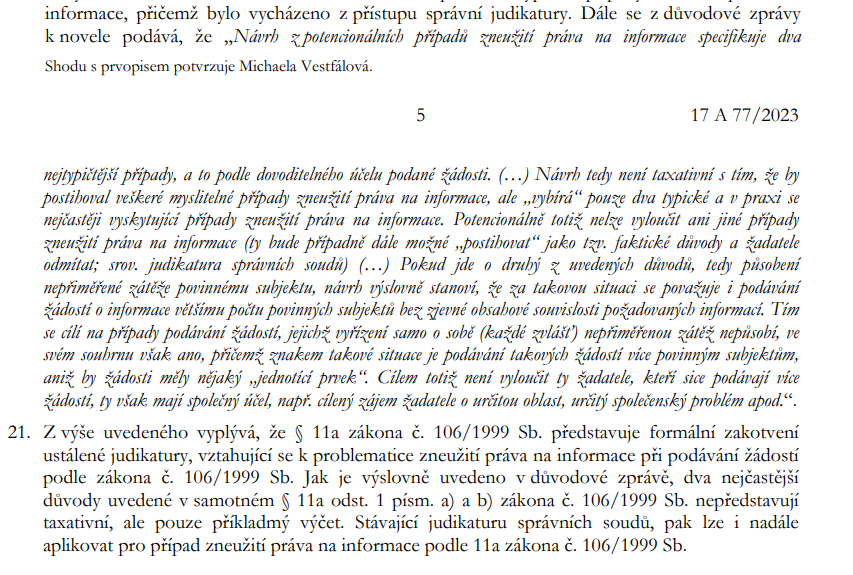 informace, přičemž bylo vycházeno z přístupu správní judikatury. Dále se z důvodové zprávy
k novele podává, že „Návrh z potencionálních případů zneužití práva na informace specifikuje dva
Shodu s prvopisem potvrzuje Michaela Vestfálová.
5 17 A 77/2023
nejtypičtější případy, a to podle dovoditelného účelu podané žádosti. (…) Návrh tedy není taxativní s tím, že by
postihoval veškeré myslitelné případy zneužití práva na informace, ale „vybírá“ pouze dva typické a v praxi se
nejčastěji vyskytující případy zneužití práva na informace. Potencionálně totiž nelze vyloučit ani jiné případy
zneužití práva na informace (ty bude případně dále možné „postihovat“ jako tzv. faktické důvody a žadatele
odmítat; srov. judikatura správních soudů) (…) Pokud jde o druhý z uvedených důvodů, tedy působení
nepřiměřené zátěže povinnému subjektu, návrh výslovně stanoví, že za takovou situaci se považuje i podávání
žádostí o informace většímu počtu povinných subjektů bez zjevné obsahové souvislosti požadovaných informací. Tím
se cílí na případy podávání žádostí, jejichž vyřízení samo o sobě (každé zvlášť) nepřiměřenou zátěž nepůsobí, ve
svém souhrnu však ano, přičemž znakem takové situace je podávání takových žádostí více povinným subjektům,
aniž by žádosti měly nějaký „jednotící prvek“. Cílem totiž není vyloučit ty žadatele, kteří sice podávají více
žádostí, ty však mají společný účel, např. cílený zájem žadatele o určitou oblast, určitý společenský problém apod.“.
21. Z výše uvedeného vyplývá, že § 11a zákona č. 106/1999 Sb. představuje formální zakotvení
ustálené judikatury, vztahující se k problematice zneužití práva na informace při podávání žádostí
podle zákona č. 106/1999 Sb. Jak je výslovně uvedeno v důvodové zprávě, dva nejčastější
důvody uvedené v samotném § 11a odst. 1 písm. a) a b) zákona č. 106/1999 Sb. nepředstavují
taxativní, ale pouze příkladmý výčet. Stávající judikaturu správních soudů, pak lze i nadále
aplikovat pro případ zneužití práva na informace podle 11a zákona č. 106/1999 Sb.